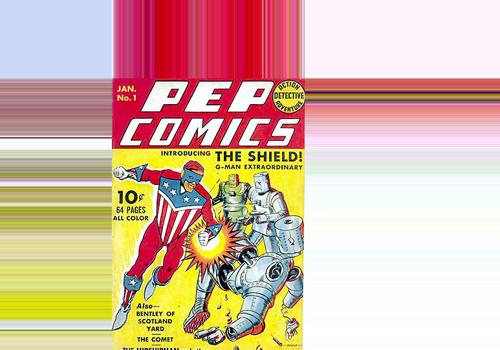 JAN.
No. 1
PEP
COMICS
ACTION
DETECTIVE
ADVENTURE
INTRODUCING THE SHIELD!
G-MAN EXTRAORDINARY
10¢
64 PAGES
ALL COLOR
Also—
BENTLEY OF
SCOTLAND
YARD
THE COMET